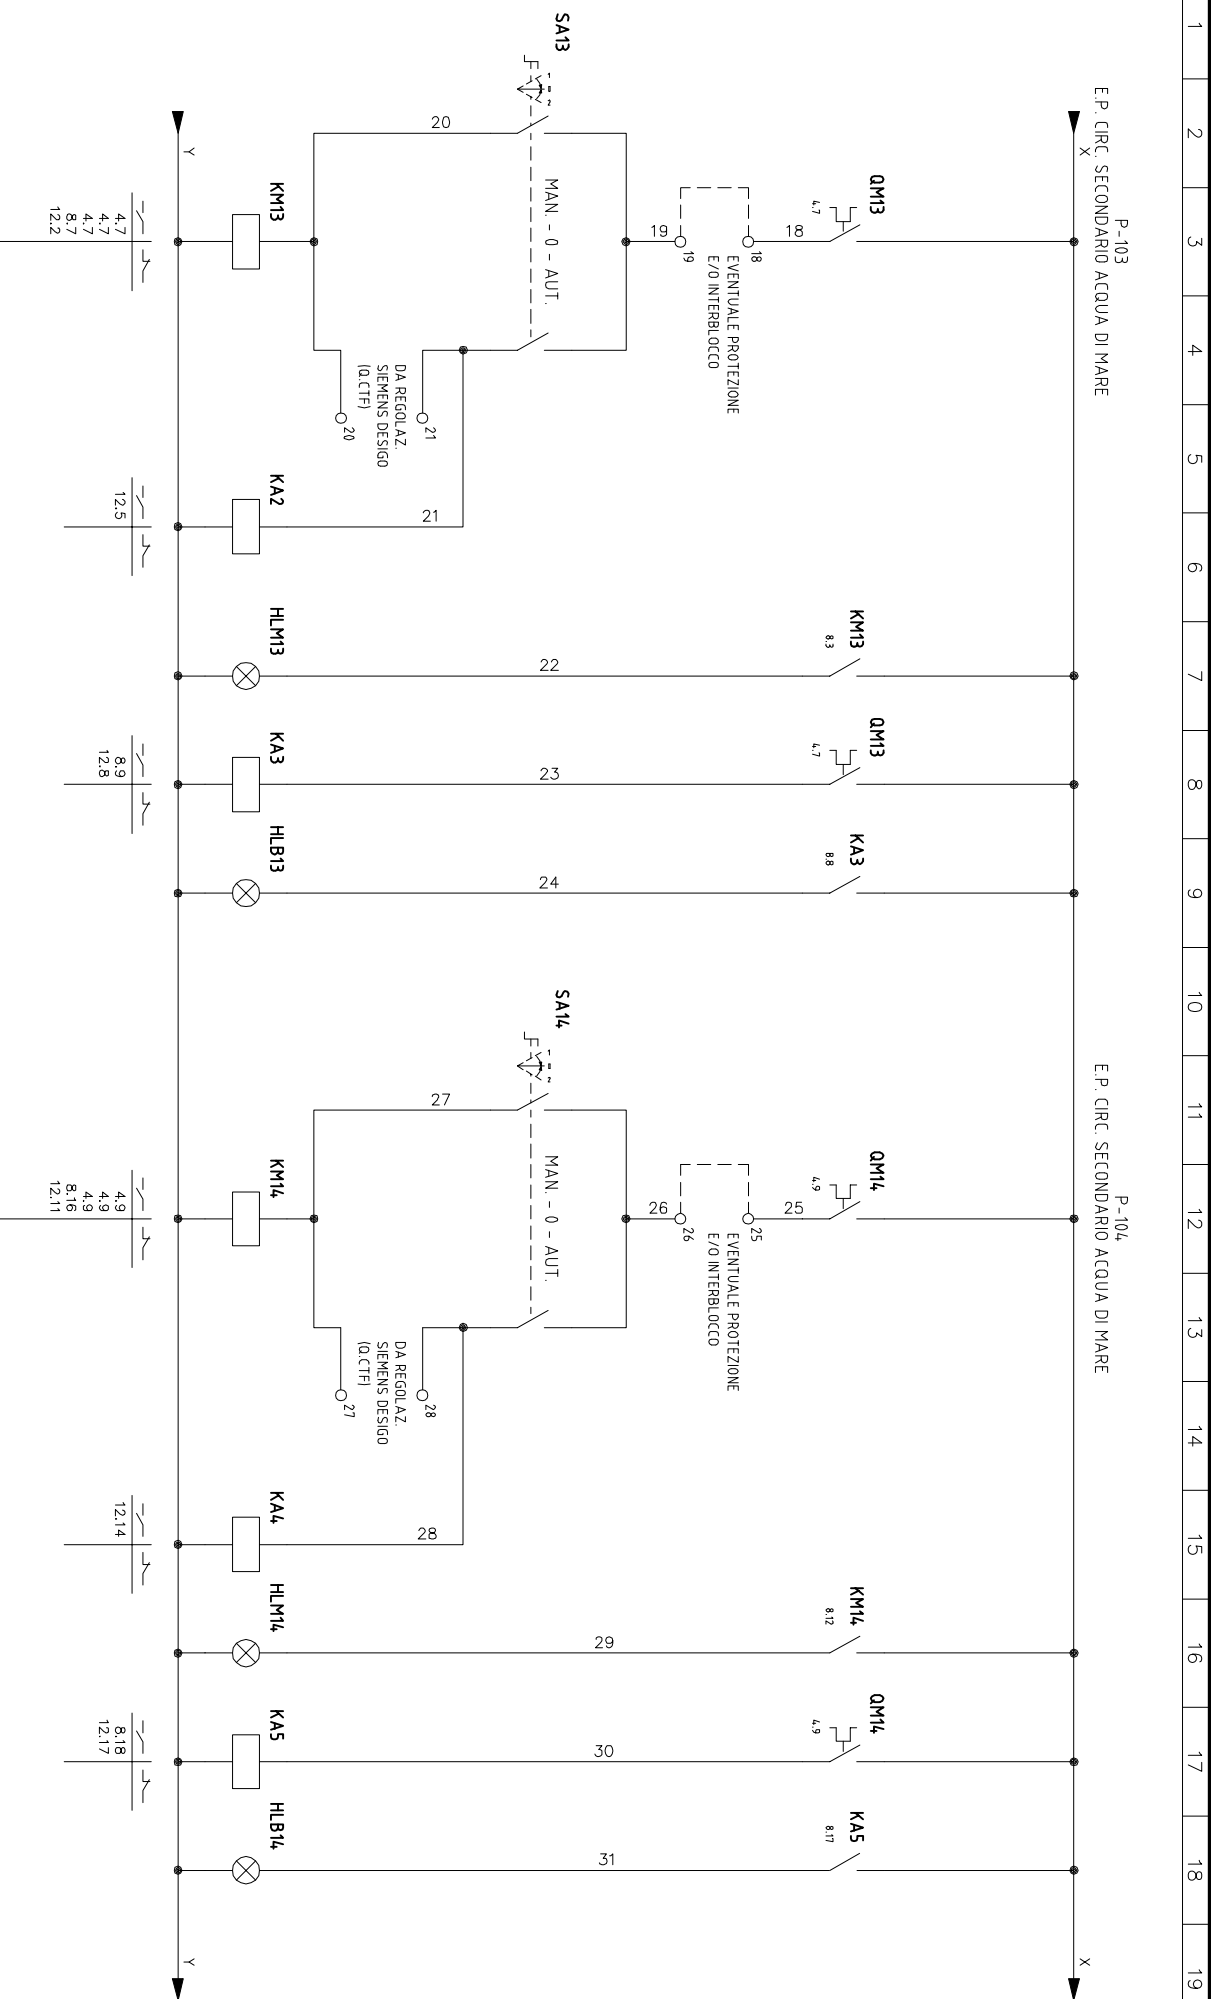 1
2
3
4
5
6
7
8
9
10
11
12
13
14
15
16
17
18
19
P-103
E.P. CIRC. SECONDARIO ACQUA DI MARE
P-104
E.P. CIRC. SECONDARIO ACQUA DI MARE
X
X
QM13
4.7
18
18
EVENTUALE PROTEZIONE
E/O INTERBLOCCO
19
19
SA13
1
0
2
MAN. - 0 - AUT.
20
21
DA REGOLAZ.
SIEMENS DESIGO
(Q.CTF)
20
21
KM13
8.3
22
QM13
4.7
23
KA3
8.8
24
QM14
4.9
25
25
EVENTUALE PROTEZIONE
E/O INTERBLOCCO
26
26
SA14
1
0
2
MAN. - 0 - AUT.
27
28
DA REGOLAZ.
SIEMENS DESIGO
(Q.CTF)
27
28
KM14
8.12
29
QM14
4.9
30
KA5
8.17
31
KM13
KA2
HLM13
KA3
HLB13
KM14
KA4
HLM14
KA5
HLB14
Y
Y
4.7
4.7
4.7
8.7
12.2
12.5
8.9
12.8
4.9
4.9
4.9
8.16
12.11
12.14
8.18
12.17